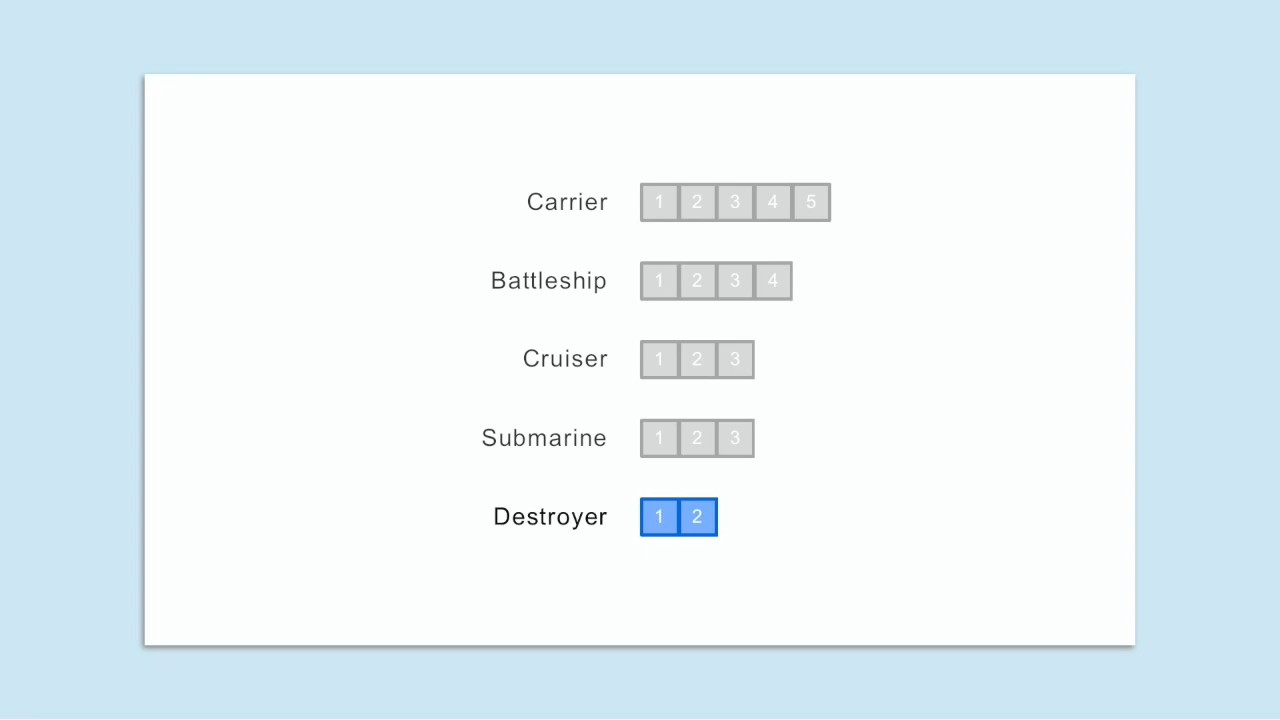 Carrier 1 2 3 4 5
Battleship 1 2 3 4
Cruiser 1 2 3
Submarine 1 2 3
Destroyer 1 2